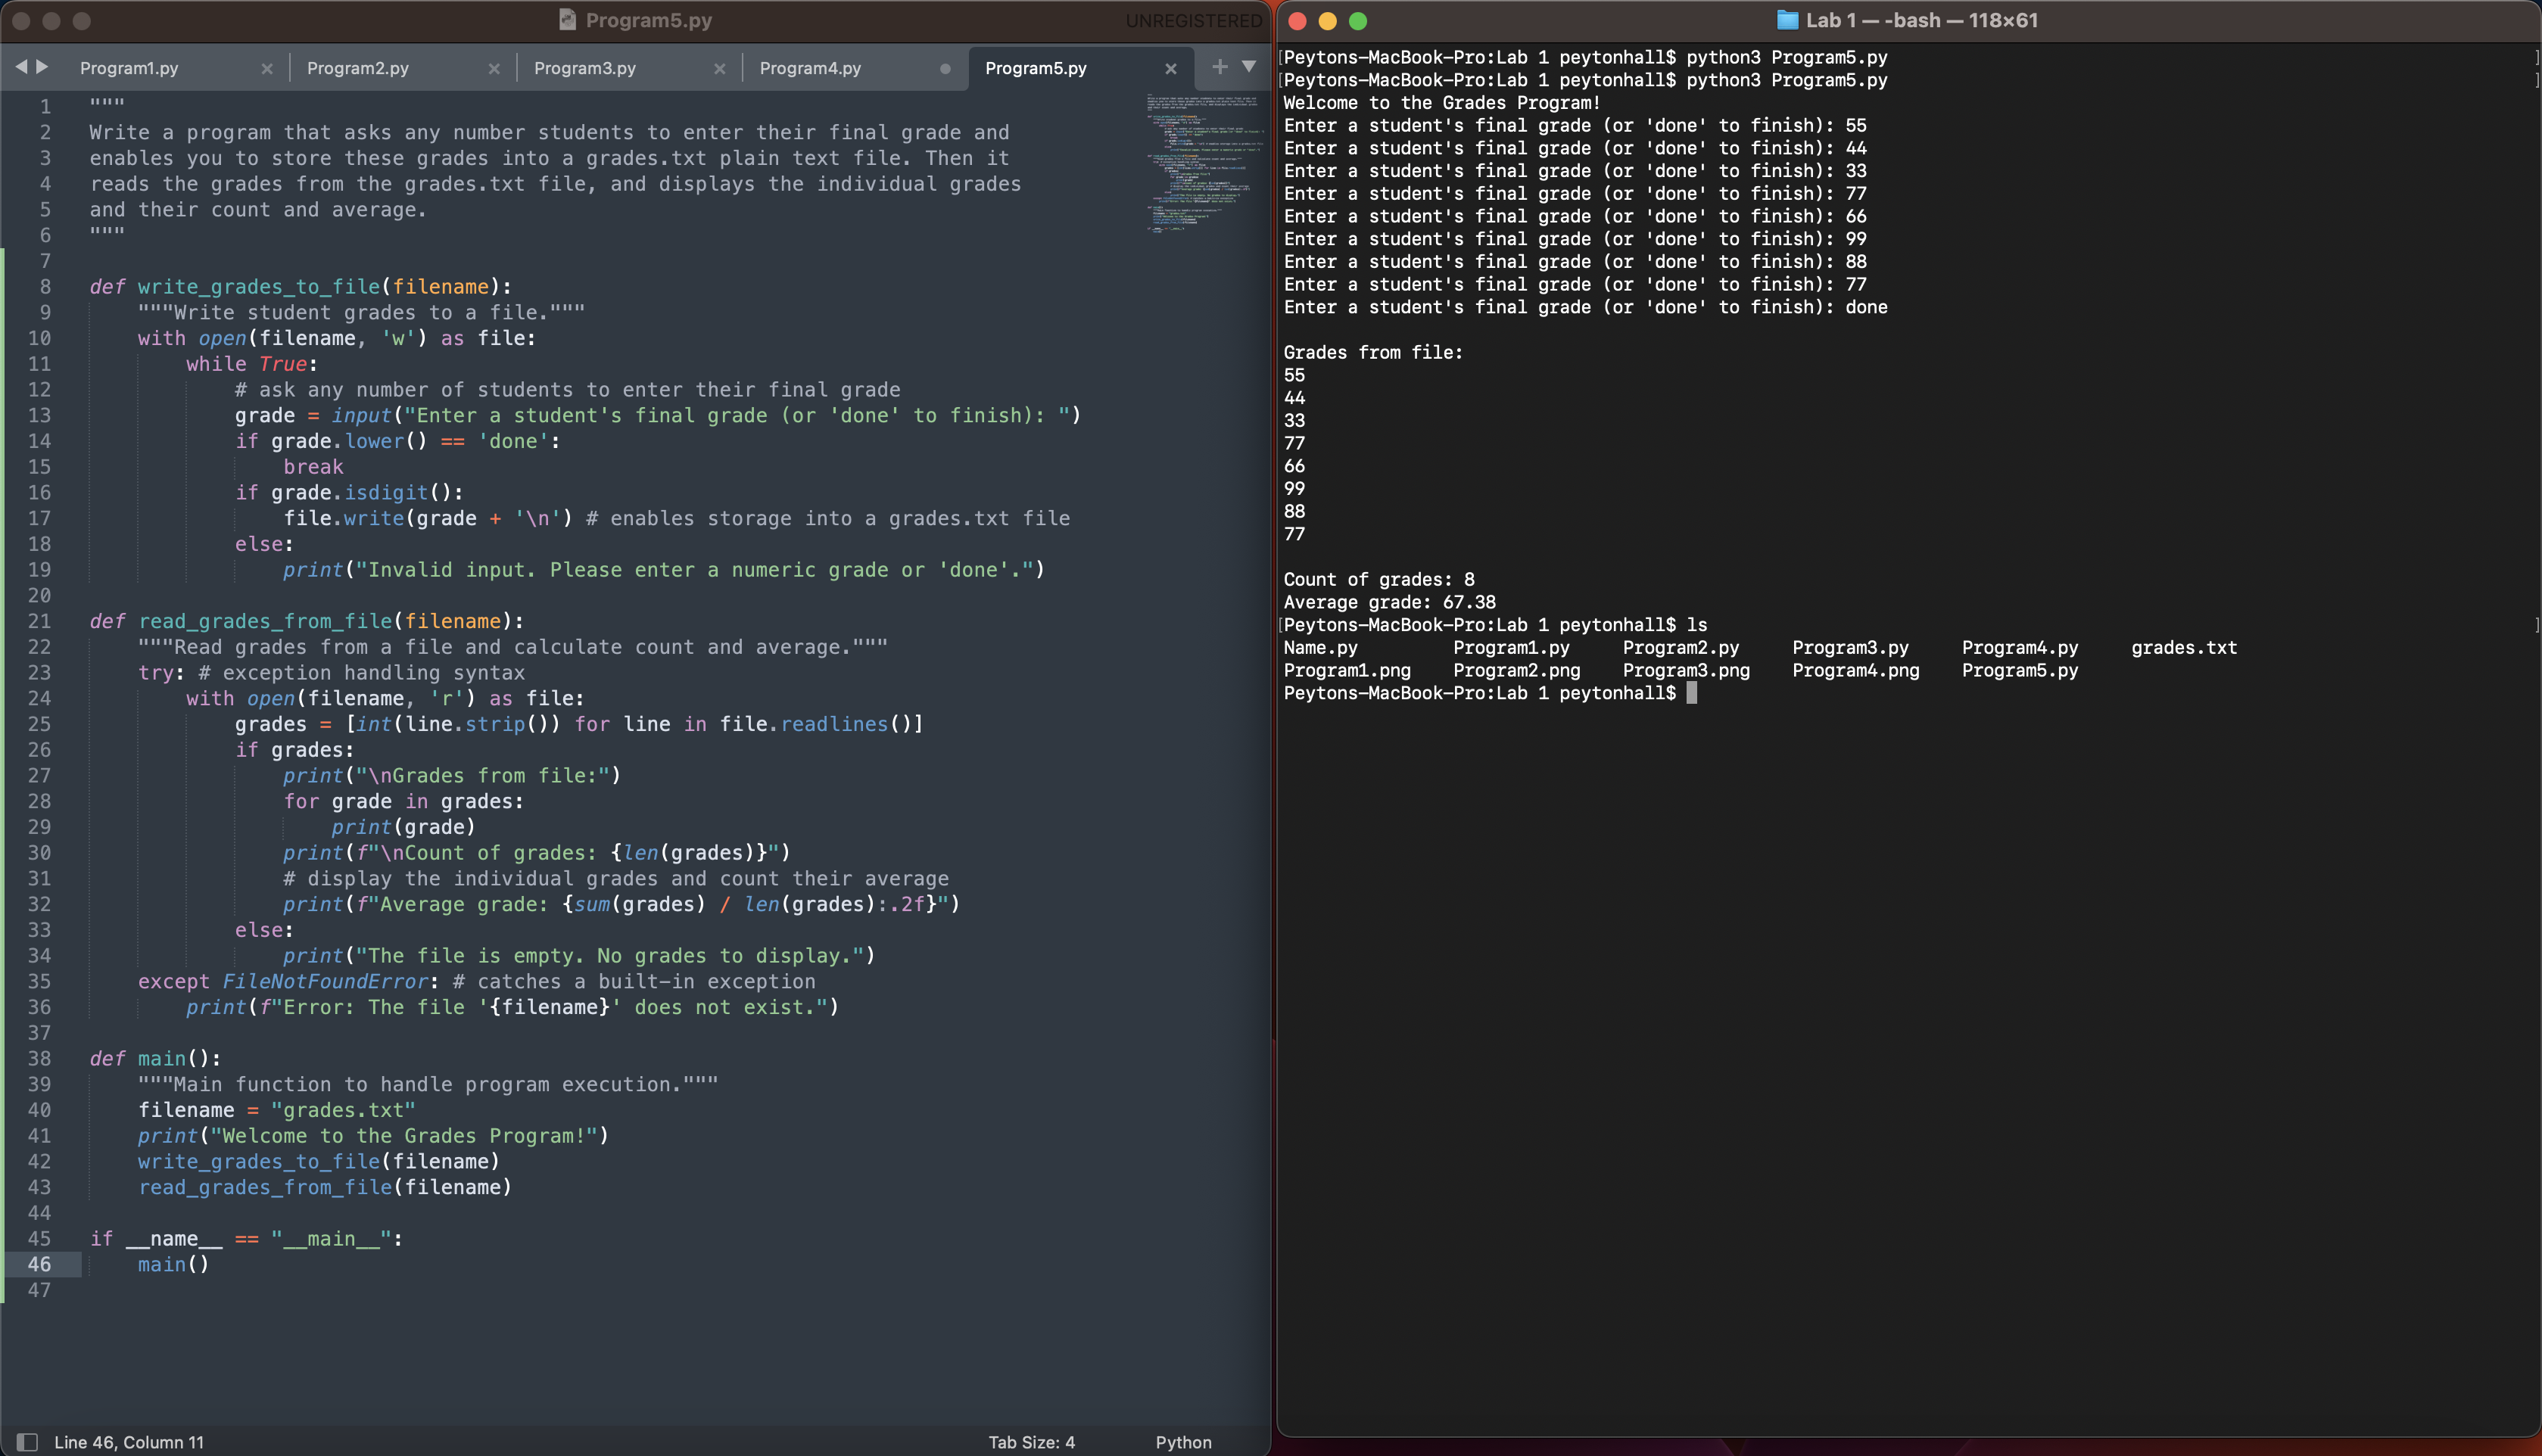 Program5.py
UNREGISTERED
Program1.py
Program2.py
Program3.py
Program4.py
Program5.py
1 """
2 Write a program that asks any number students to enter their final grade and
3 enables you to store these grades into a grades.txt plain text file. Then it
4 reads the grades from the grades.txt file, and displays the individual grades
5 and their count and average.
6 """
7
8 def write_grades_to_file(filename):
9     """Write student grades to a file."""
10     with open(filename, 'w') as file:
11         while True:
12             # ask any number of students to enter their final grade
13             grade = input("Enter a student's final grade (or 'done' to finish): ")
14             if grade.lower() == 'done':
15                 break
16             if grade.isdigit():
17                 file.write(grade + '\n') # enables storage into a grades.txt file
18             else:
19                 print("Invalid input. Please enter a numeric grade or 'done'.")
20
21 def read_grades_from_file(filename):
22     """Read grades from a file and calculate count and average."""
23     try: # exception handling syntax
24         with open(filename, 'r') as file:
25             grades = [int(line.strip()) for line in file.readlines()]
26             if grades:
27                 print("\nGrades from file:")
28                 for grade in grades:
29                     print(grade)
30                 print(f"\nCount of grades: {len(grades)}")
31                 # display the individual grades and count their average
32                 print(f"Average grade: {sum(grades) / len(grades):.2f}")
33             else:
34                 print("The file is empty. No grades to display.")
35     except FileNotFoundError: # catches a built-in exception
36         print(f"Error: The file '{filename}' does not exist.")
37
38 def main():
39     """Main function to handle program execution."""
40     filename = "grades.txt"
41     print("Welcome to the Grades Program!")
42     write_grades_to_file(filename)
43     read_grades_from_file(filename)
44
45 if __name__ == "__main__":
46     main()
47
Line 46, Column 11
Tab Size: 4
Python
Lab 1 — -bash — 118×61
[Peytons-MacBook-Pro:Lab 1 peytonhall$ python3 Program5.py ]
[Peytons-MacBook-Pro:Lab 1 peytonhall$ python3 Program5.py ]
Welcome to the Grades Program!
Enter a student's final grade (or 'done' to finish): 55
Enter a student's final grade (or 'done' to finish): 44
Enter a student's final grade (or 'done' to finish): 33
Enter a student's final grade (or 'done' to finish): 77
Enter a student's final grade (or 'done' to finish): 66
Enter a student's final grade (or 'done' to finish): 99
Enter a student's final grade (or 'done' to finish): 88
Enter a student's final grade (or 'done' to finish): 77
Enter a student's final grade (or 'done' to finish): done
Grades from file:
55
44
33
77
66
99
88
77
Count of grades: 8
Average grade: 67.38
[Peytons-MacBook-Pro:Lab 1 peytonhall$ ls ]
Name.py Program1.py Program2.py Program3.py Program4.py grades.txt
Program1.png Program2.png Program3.png Program4.png Program5.py
Peytons-MacBook-Pro:Lab 1 peytonhall$